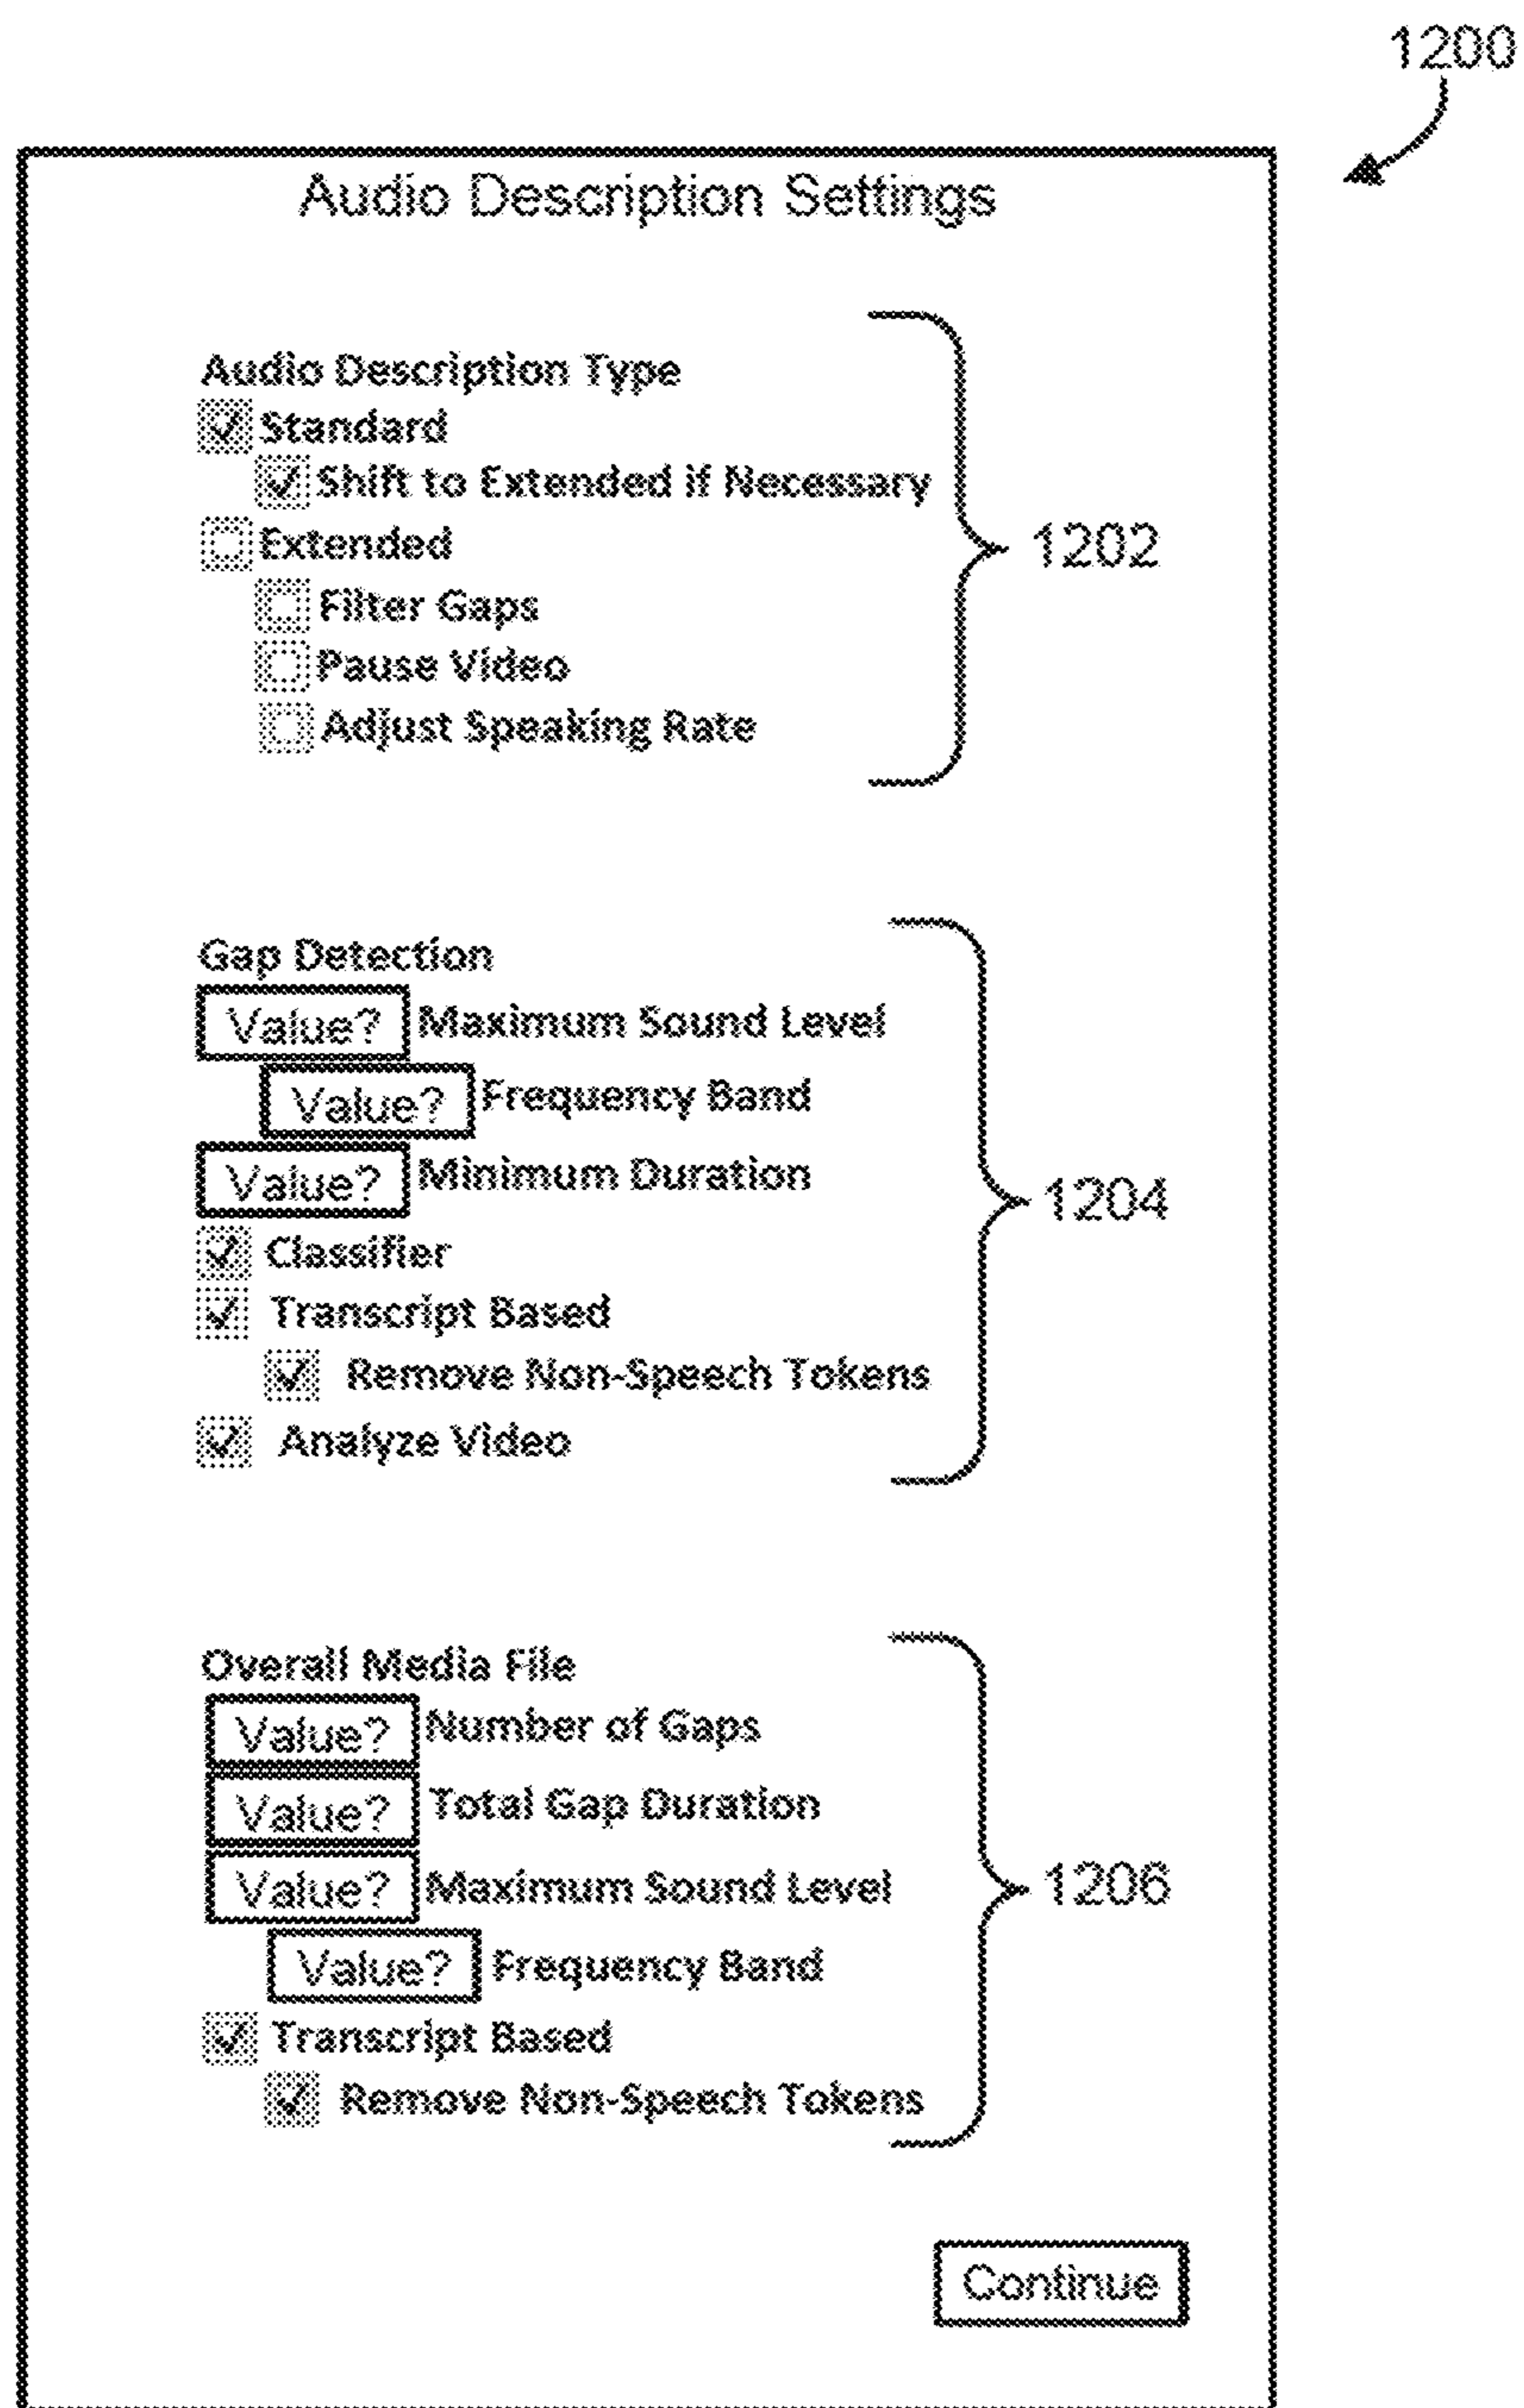 1200
Audio Description Settings
Audio Description Type
Standard
Shift to Extended if Necessary
Extended
1202
Filter Gaps
Pause Video
Adjust Speaking Rate
Gap Detection
Value? Maximum Sound Level
Value? Frequency Band
Value? Minimum Duration
1204
Classifier
Transcript Based
Remove Non-Speech Tokens
Analyze Video
Overall Media File
Value? Number of Gaps
Value? Total Gap Duration
Value? Maximum Sound Level
1206
Value? Frequency Band
Transcript Based
Remove Non-Speech Tokens
Continue